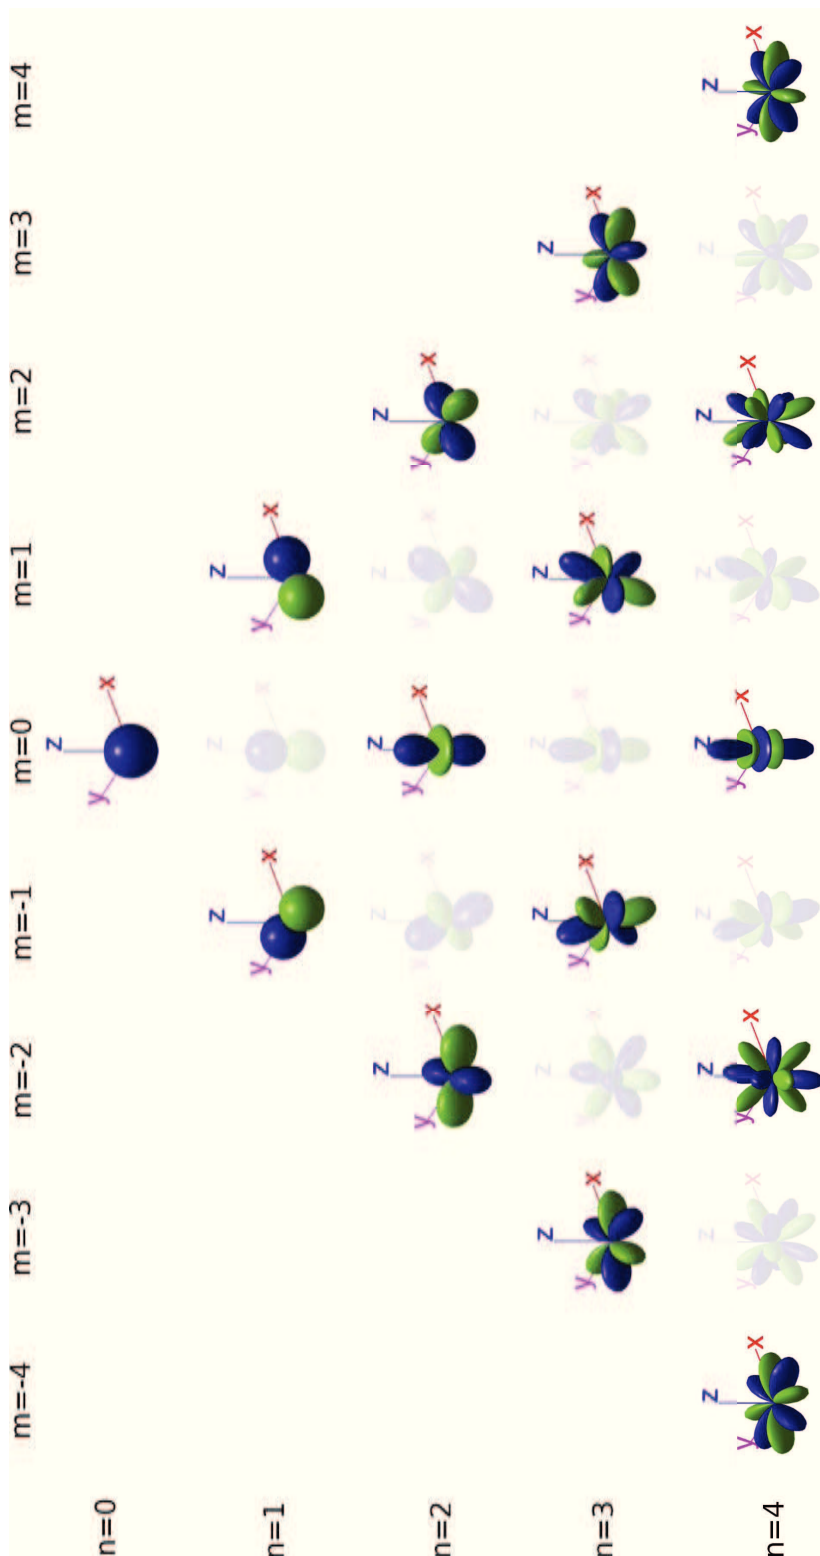 m=-4 m=-3 m=-2 m=-1 m=0 m=1 m=2 m=3 m=4
z
n=0 y x
z z z
n=1 y x y x y x
z z z z z
n=2 y x y x y x y x y x
z z z z z z z
n=3 y x y x y x y x y x y x y x
z z z z z z z z z
n=4 y x y x y x y x y x y x y x y x y x